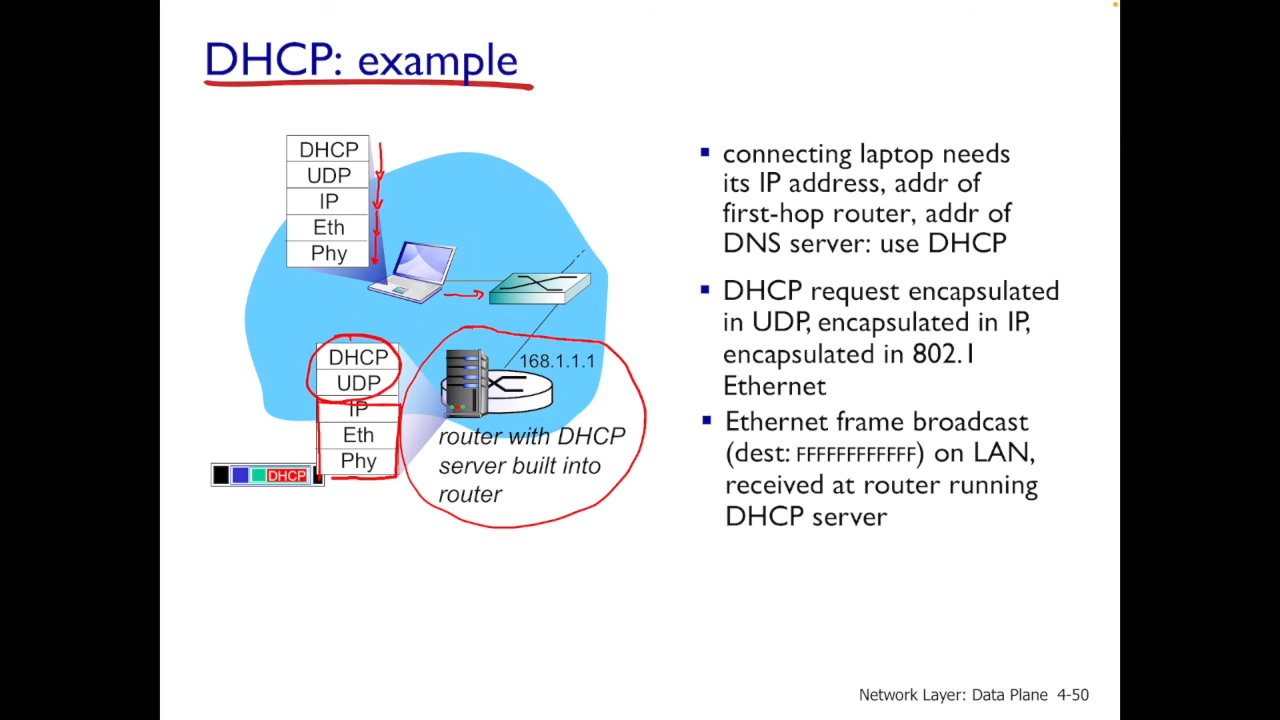 DHCP: example
DHCP
UDP
IP
Eth
Phy
DHCP
UDP
IP
Eth
Phy
DHCP
168.1.1.1
router with DHCP
server built into
router
▪ connecting laptop needs
its IP address, addr of
first-hop router, addr of
DNS server: use DHCP
▪ DHCP request encapsulated
in UDP, encapsulated in IP,
encapsulated in 802.1
Ethernet
▪ Ethernet frame broadcast
(dest: FFFFFFFFFFFF) on LAN,
received at router running
DHCP server
Network Layer: Data Plane 4-50